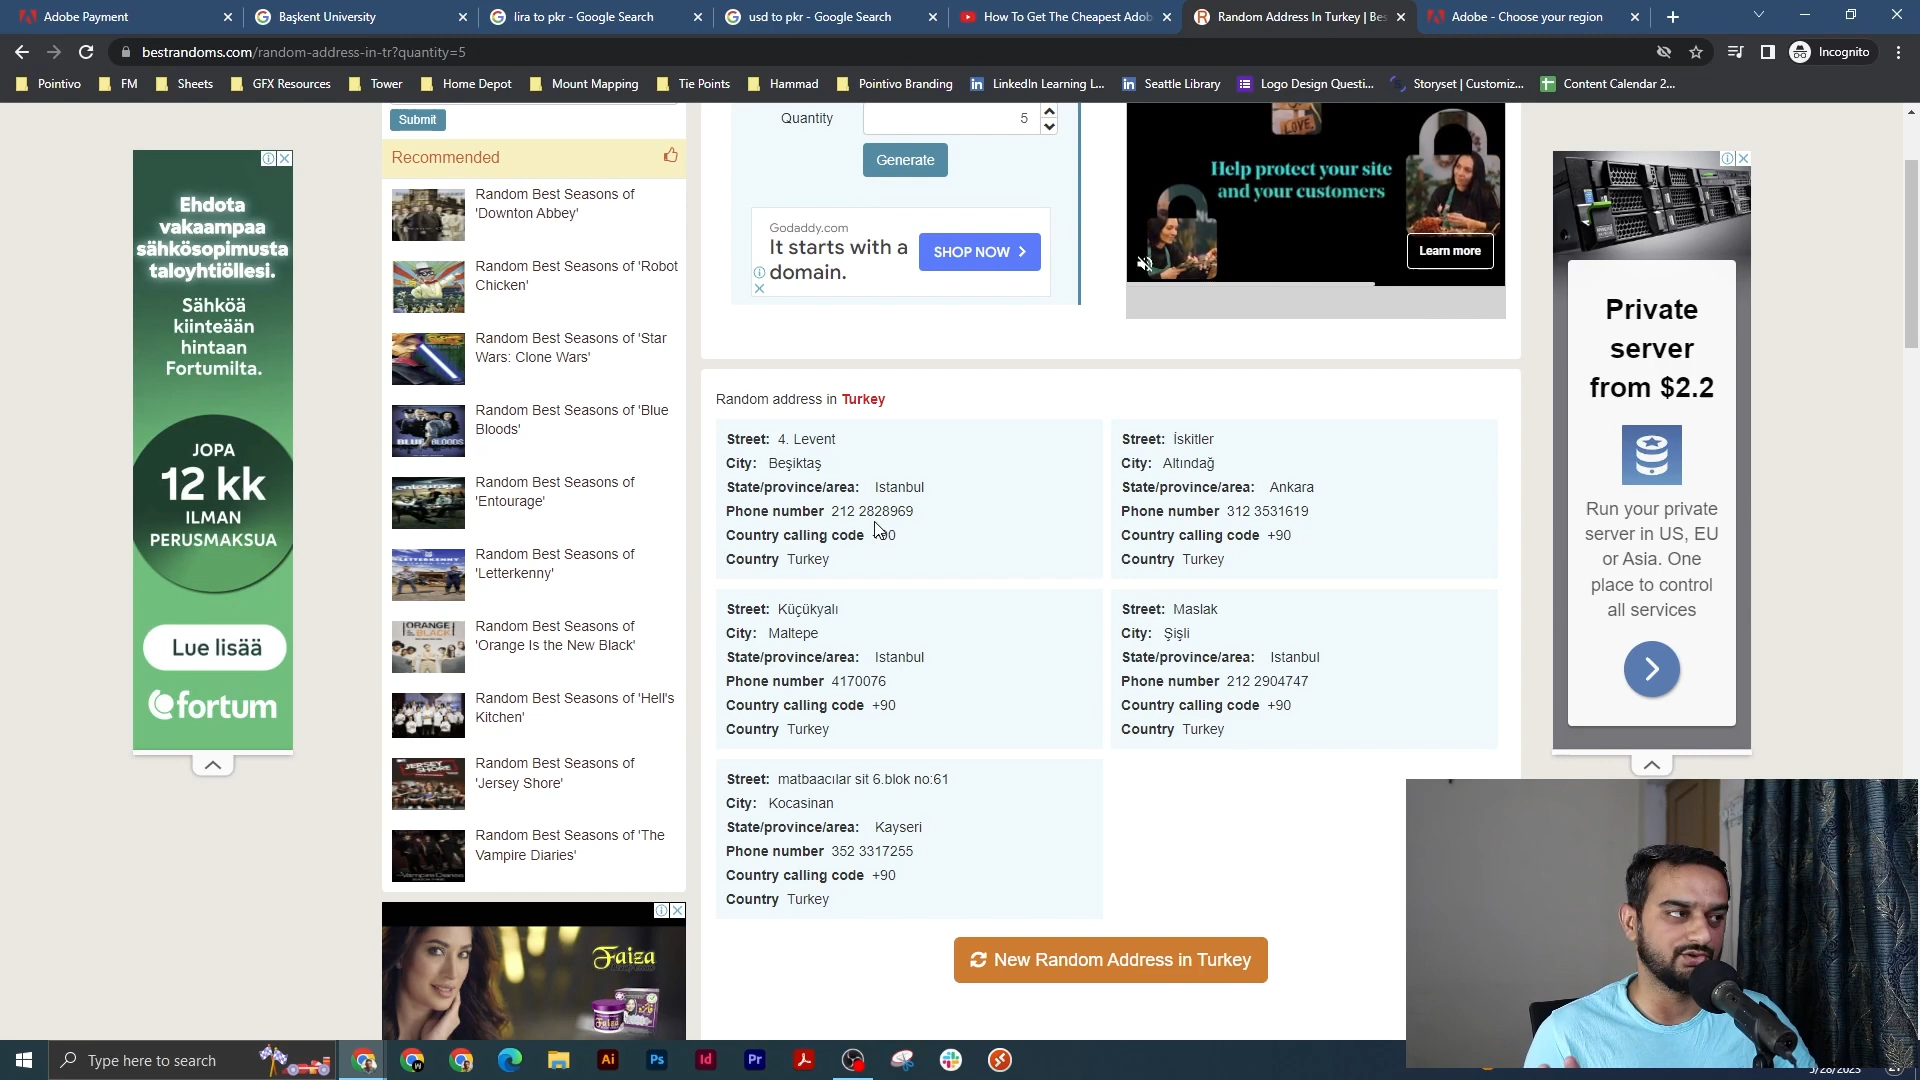 Adobe Payment
Başkent University
lira to pkr - Google Search
usd to pkr - Google Search
How To Get The Cheapest Adob
Random Address In Turkey | Bes
Adobe - Choose your region
bestrandoms.com/random-address-in-tr?quantity=5
Incognito
Pointivo
FM
Sheets
GFX Resources
Tower
Home Depot
Mount Mapping
Tie Points
Hammad
Pointivo Branding
LinkedIn Learning L...
Seattle Library
Logo Design Questi...
Storyset | Customiz...
Content Calendar 2...
Ehdota
vakaampaa
sähkösopimusta
taloyhtiöllesi.
Sähköä
kiinteään
hintaan
Fortumilta.
JOPA
12 kk
ILMAN
PERUSMAKSUA
Lue lisää
fortum
Submit
Recommended
Random Best Seasons of
'Downton Abbey'
Random Best Seasons of 'Robot
Chicken'
Random Best Seasons of 'Star
Wars: Clone Wars'
Random Best Seasons of 'Blue
Bloods'
Random Best Seasons of
'Entourage'
Random Best Seasons of
'Letterkenny'
Random Best Seasons of
'Orange Is the New Black'
Random Best Seasons of 'Hell's
Kitchen'
Random Best Seasons of
'Jersey Shore'
Random Best Seasons of 'The
Vampire Diaries'
Faiza
Quantity
5
Generate
Godaddy.com
It starts with a
domain.
SHOP NOW
LOVE.
Help protect your site
and your customers
Learn more
Random address in Turkey
Street: 4. Levent
City: Beşiktaş
State/province/area: Istanbul
Phone number 212 2828969
Country calling code +90
Country Turkey
Street: İskitler
City: Altındağ
State/province/area: Ankara
Phone number 312 3531619
Country calling code +90
Country Turkey
Street: Küçükyalı
City: Maltepe
State/province/area: Istanbul
Phone number 4170076
Country calling code +90
Country Turkey
Street: Maslak
City: Şişli
State/province/area: Istanbul
Phone number 212 2904747
Country calling code +90
Country Turkey
Street: matbaacılar sit 6.blok no:61
City: Kocasinan
State/province/area: Kayseri
Phone number 352 3317255
Country calling code +90
Country Turkey
New Random Address in Turkey
Private
server
from $2.2
Run your private
server in US, EU
or Asia. One
place to control
all services
Type here to search
Ai
Ps
Id
Pr
5/28/2023